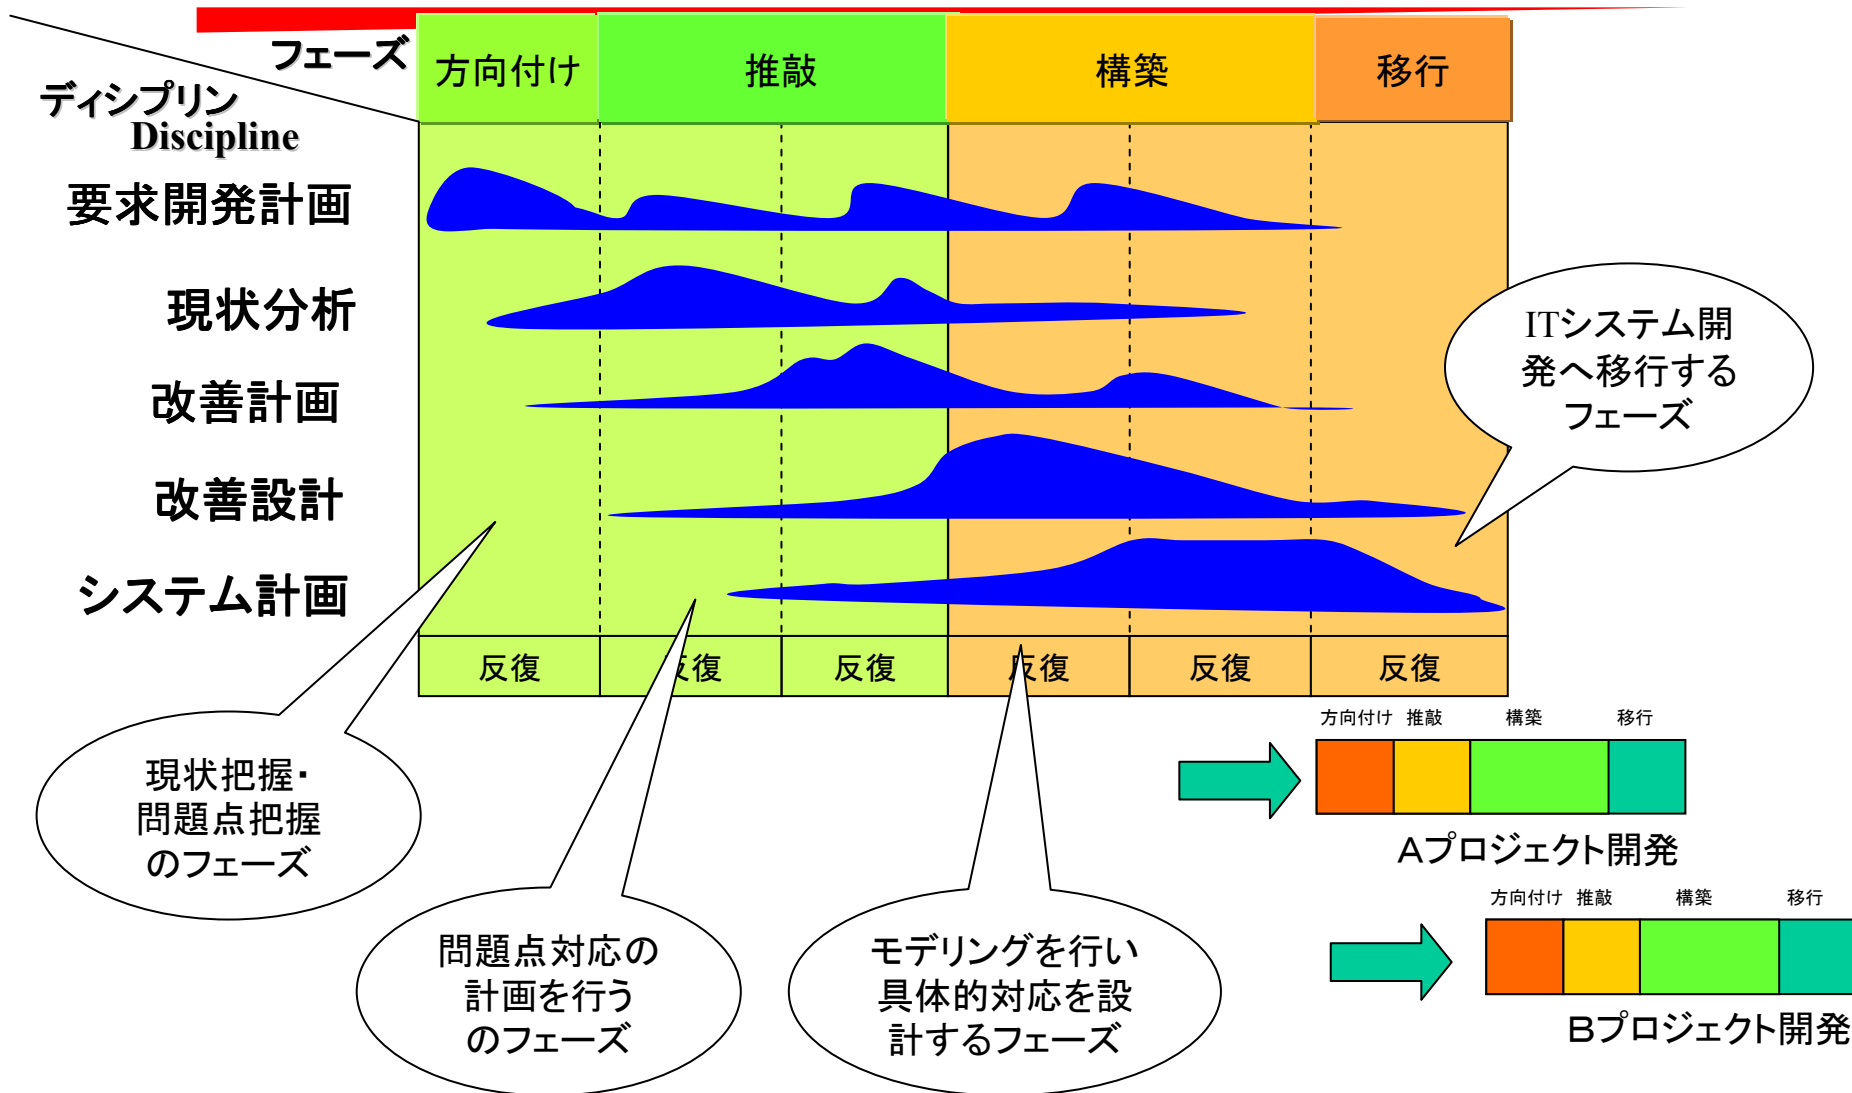 フェーズ
方向付け
推敲
構築
移行
ディシプリン
Discipline
要求開発計画
現状分析
改善計画
改善設計
システム計画
ITシステム開
発へ移行する
フェーズ
反復
反復
反復
反復
反復
反復
現状把握・
問題点把握
のフェーズ
問題点対応の
計画を行う
のフェーズ
モデリングを行い
具体的対応を設
計するフェーズ
方向付け 推敲 構築 移行
Aプロジェクト開発
方向付け 推敲 構築 移行
Bプロジェクト開発